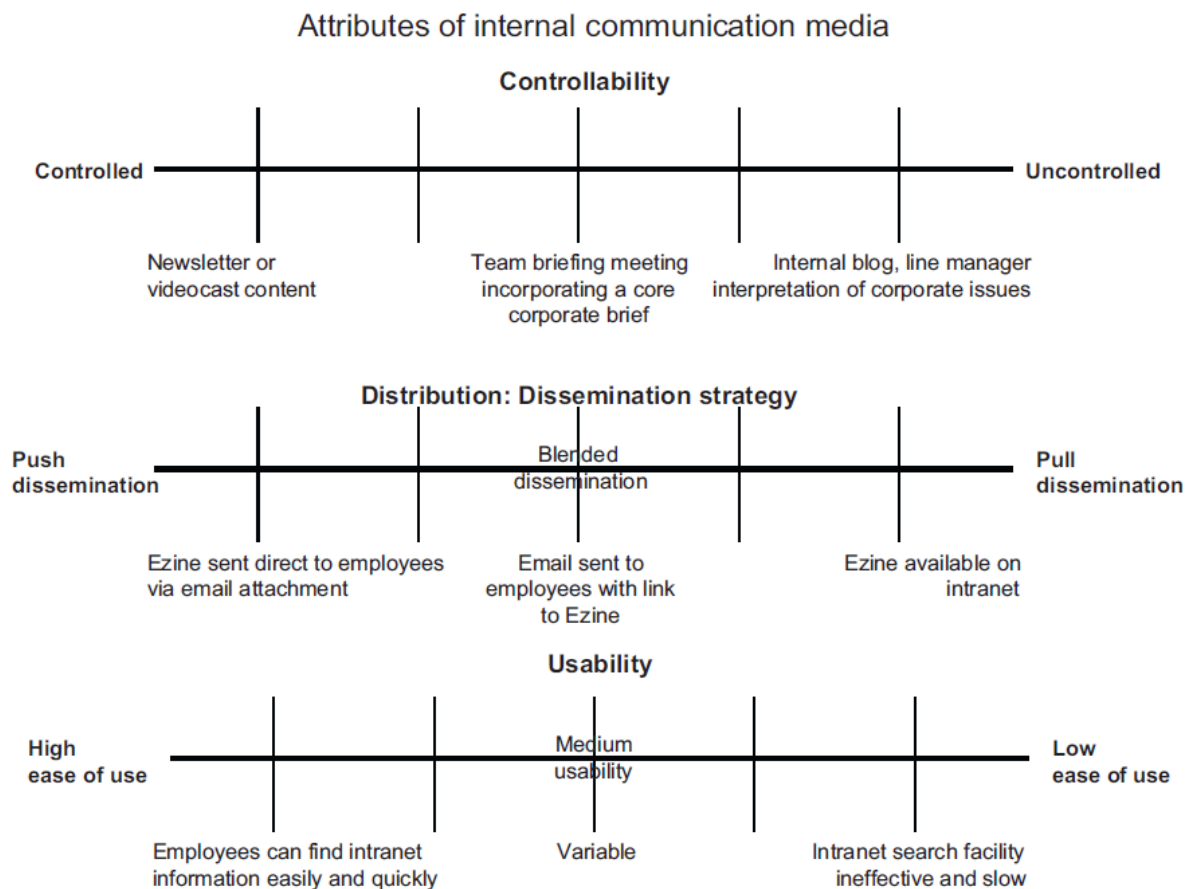 Attributes of internal communication media
Controllability
Controlled
Uncontrolled
Newsletter or
videocast content
Team briefing meeting
incorporating a core
corporate brief
Internal blog, line manager
interpretation of corporate issues
Distribution: Dissemination strategy
Push
dissemination
Blended
dissemination
Pull
dissemination
Ezine sent direct to employees
via email attachment
Email sent to
employees with link
to Ezine
Ezine available on
intranet
Usability
High
ease of use
Medium
usability
Low
ease of use
Employees can find intranet
information easily and quickly
Variable
Intranet search facility
ineffective and slow